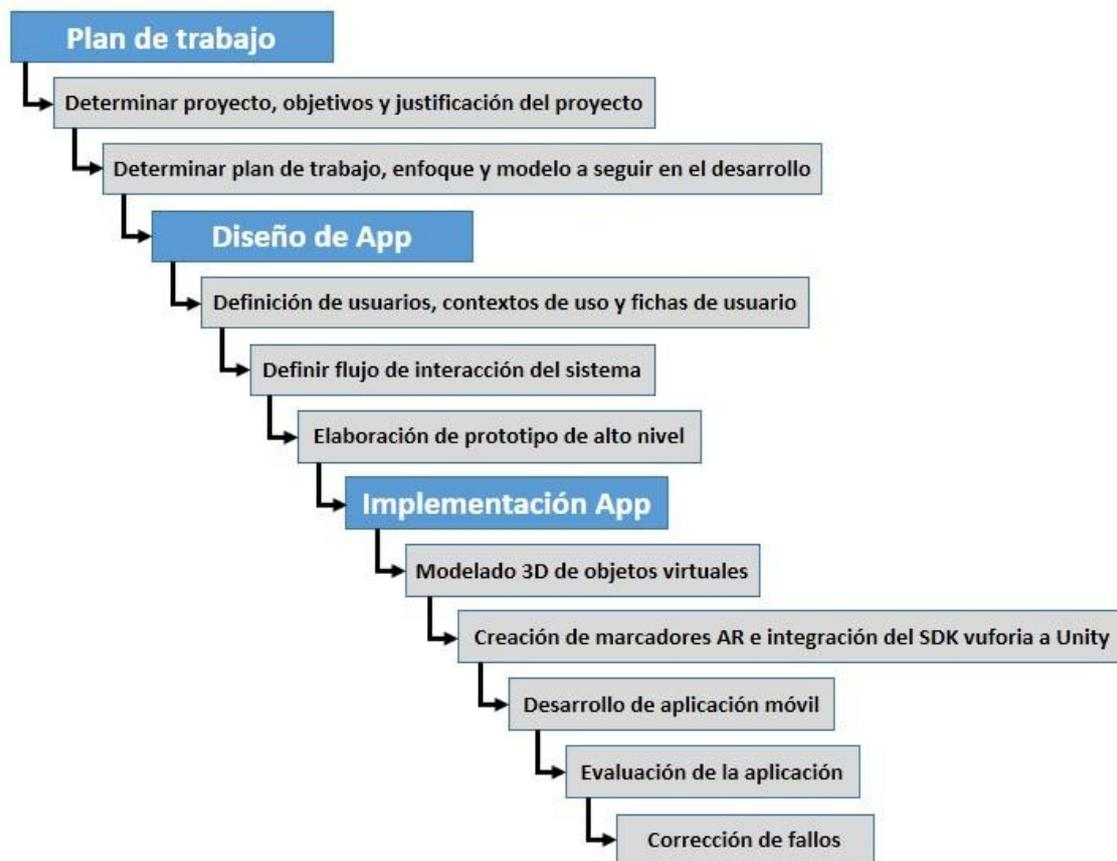 Plan de trabajo
Determinar proyecto, objetivos y justificación del proyecto
Determinar plan de trabajo, enfoque y modelo a seguir en el desarrollo
Diseño de App
Definición de usuarios, contextos de uso y fichas de usuario
Definir flujo de interacción del sistema
Elaboración de prototipo de alto nivel
Implementación App
Modelado 3D de objetos virtuales
Creación de marcadores AR e integración del SDK vuforia a Unity
Desarrollo de aplicación móvil
Evaluación de la aplicación
Corrección de fallos